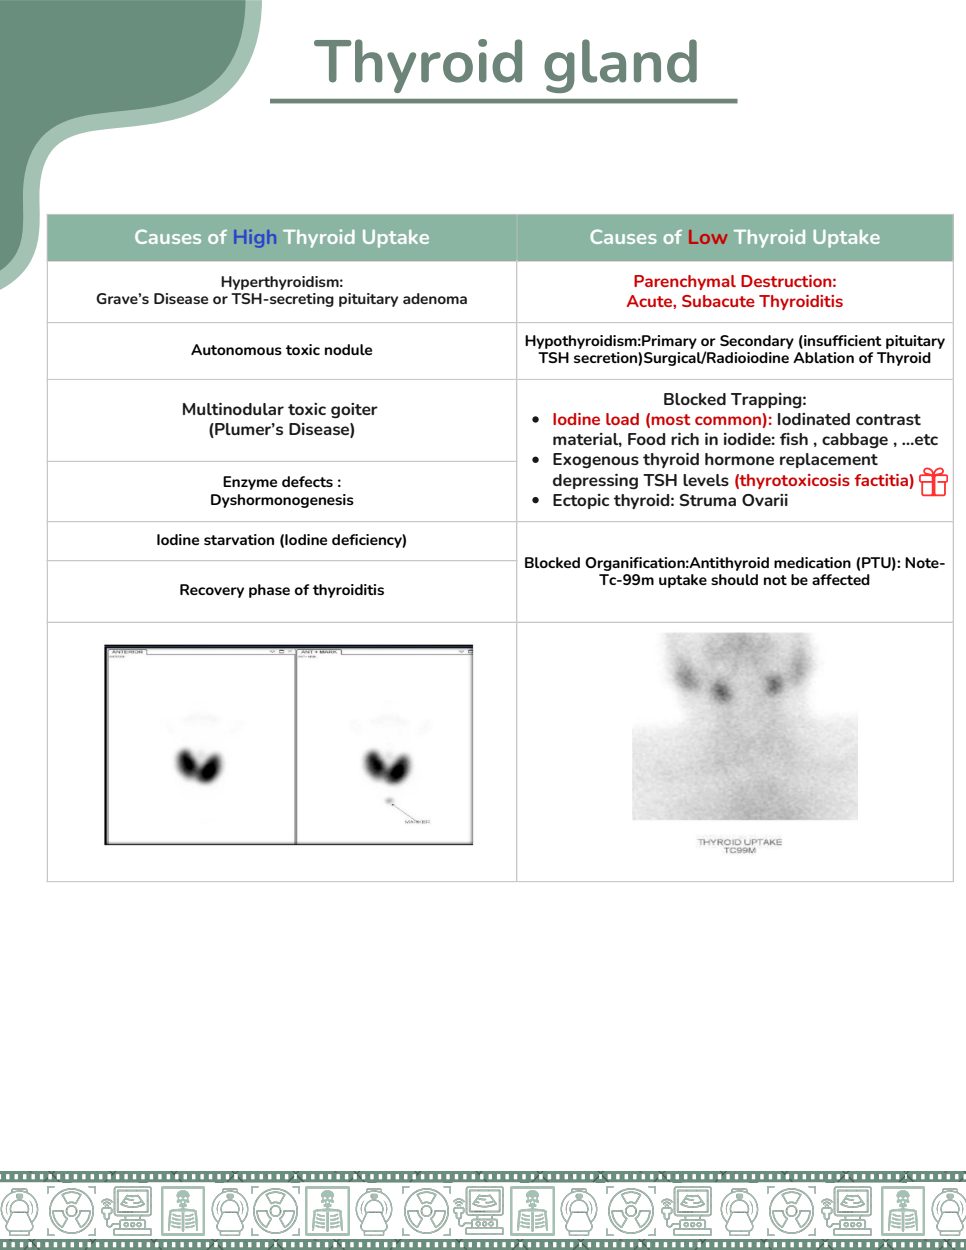 Thyroid gland
Causes of High Thyroid Uptake
Causes of Low Thyroid Uptake
Hyperthyroidism:
Grave's Disease or TSH-secreting pituitary adenoma
Parenchymal Destruction:
Acute, Subacute Thyroiditis
Autonomous toxic nodule
Hypothyroidism:Primary or Secondary (insufficient pituitary
TSH secretion)Surgical/Radioiodine Ablation of Thyroid
Multinodular toxic goiter
(Plumer's Disease)
Blocked Trapping:
• Iodine load (most common): Iodinated contrast
material, Food rich in iodide: fish , cabbage , ...etc
• Exogenous thyroid hormone replacement
depressing TSH levels (thyrotoxicosis factitia)
• Ectopic thyroid: Struma Ovarii
Enzyme defects :
Dyshormonogenesis
Iodine starvation (Iodine deficiency)
Blocked Organification:Antithyroid medication (PTU): Note-
Tc-99m uptake should not be affected
Recovery phase of thyroiditis
ANTERIOR
ANT + MARK
MARKER
THYROID UPTAKE
TC99M